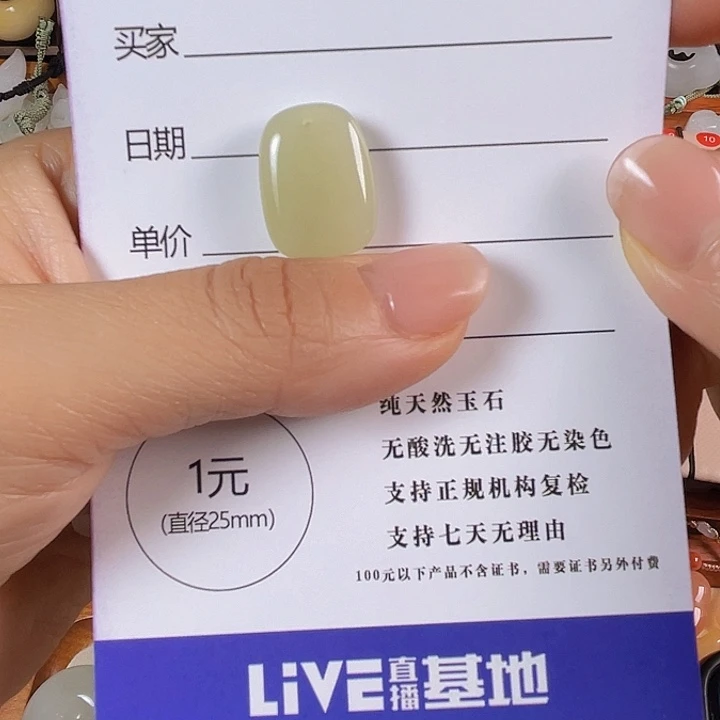 买家
日期
单价
1元
(直径25mm)
纯天然玉石
无酸洗无注胶无染色
支持正规机构复检
支持七天无理由
100元以下产品不含证书，需要证书另外付费
LiVE直播基地
10